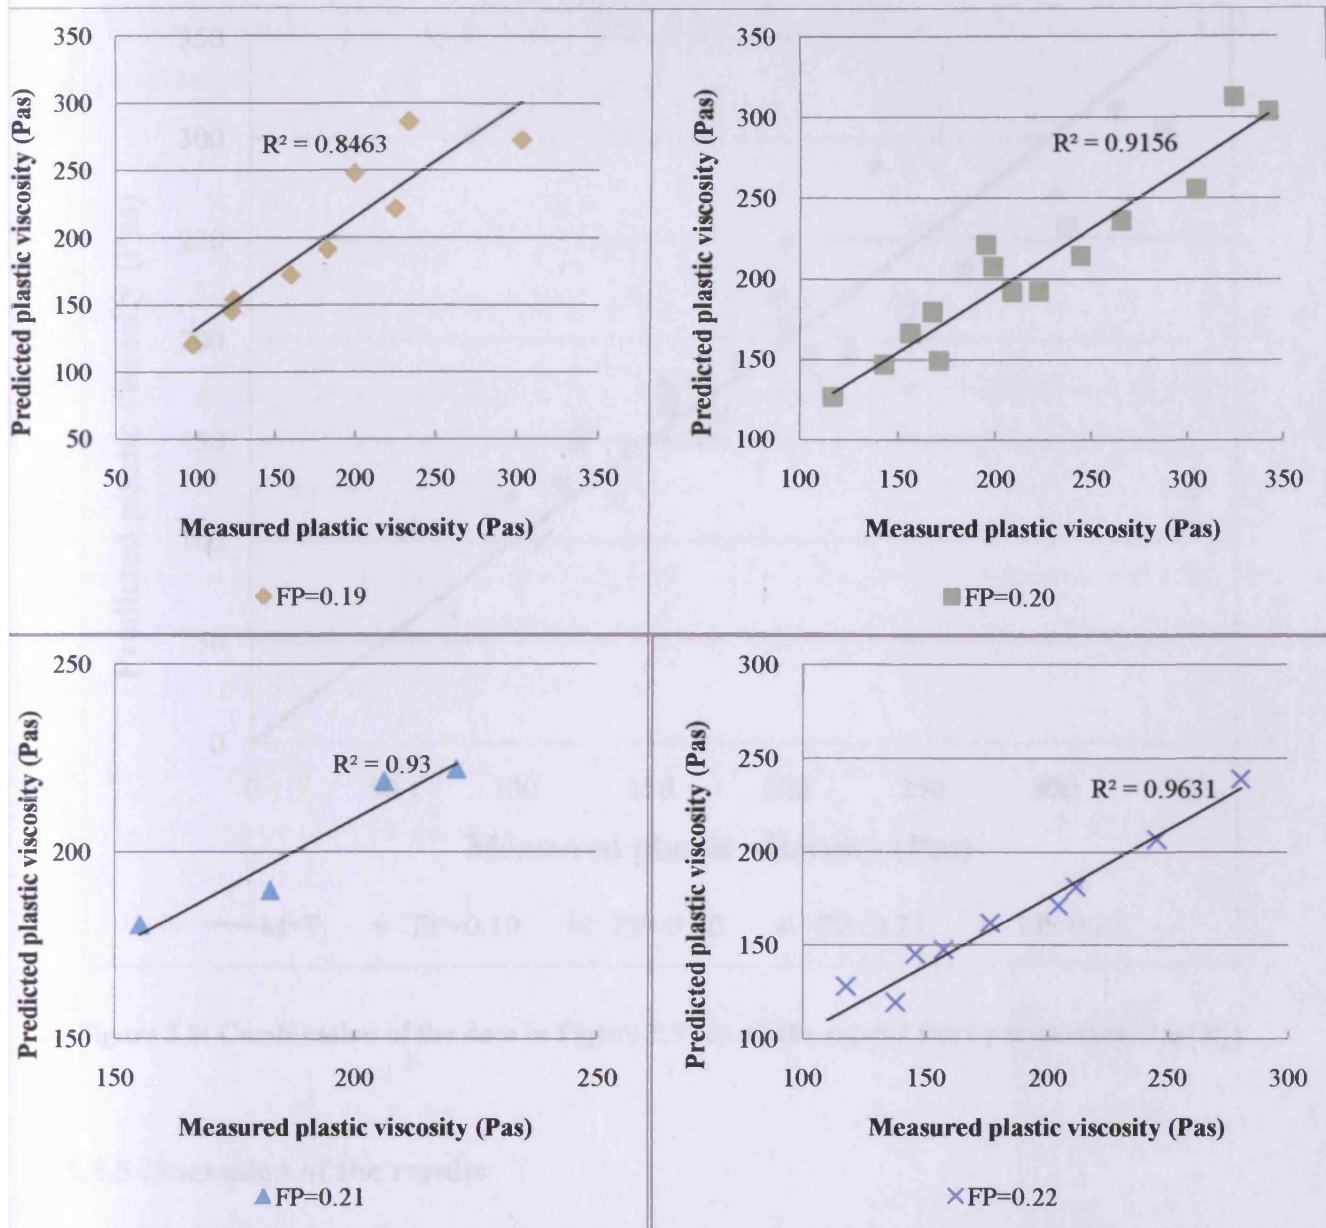 350
300
250
200
150
100
50
Predicted plastic viscosity (Pas)
R² = 0.8463
50 100 150 200 250 300 350
Measured plastic viscosity (Pas)
FP=0.19
350
300
250
200
150
100
Predicted plastic viscosity (Pas)
R² = 0.9156
100 150 200 250 300 350
Measured plastic viscosity (Pas)
FP=0.20
250
200
150
Predicted plastic viscosity (Pas)
R² = 0.93
150 200 250
Measured plastic viscosity (Pas)
FP=0.21
300
250
200
150
100
Predicted plastic viscosity (Pas)
R² = 0.9631
100 150 200 250 300
Measured plastic viscosity (Pas)
FP=0.22